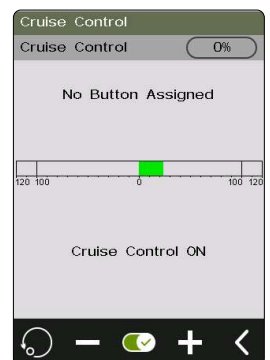 Cruise Control
Cruise Control 0%
No Button Assigned
120 100 0 100 120
Cruise Control ON